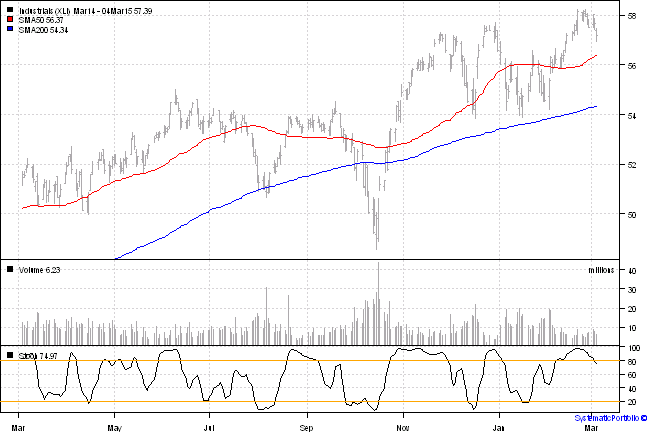 Industrials (XLI) Mar14 - 04Mar15 57.39
SMA50 56.37
SMA200 54.34
58
56
54
52
50
Volume 6.23
millions
40
30
20
10
74.97
100
80
60
40
20
Mar May Jul Sep Nov Jan Mar
SystematicPortfolio ©